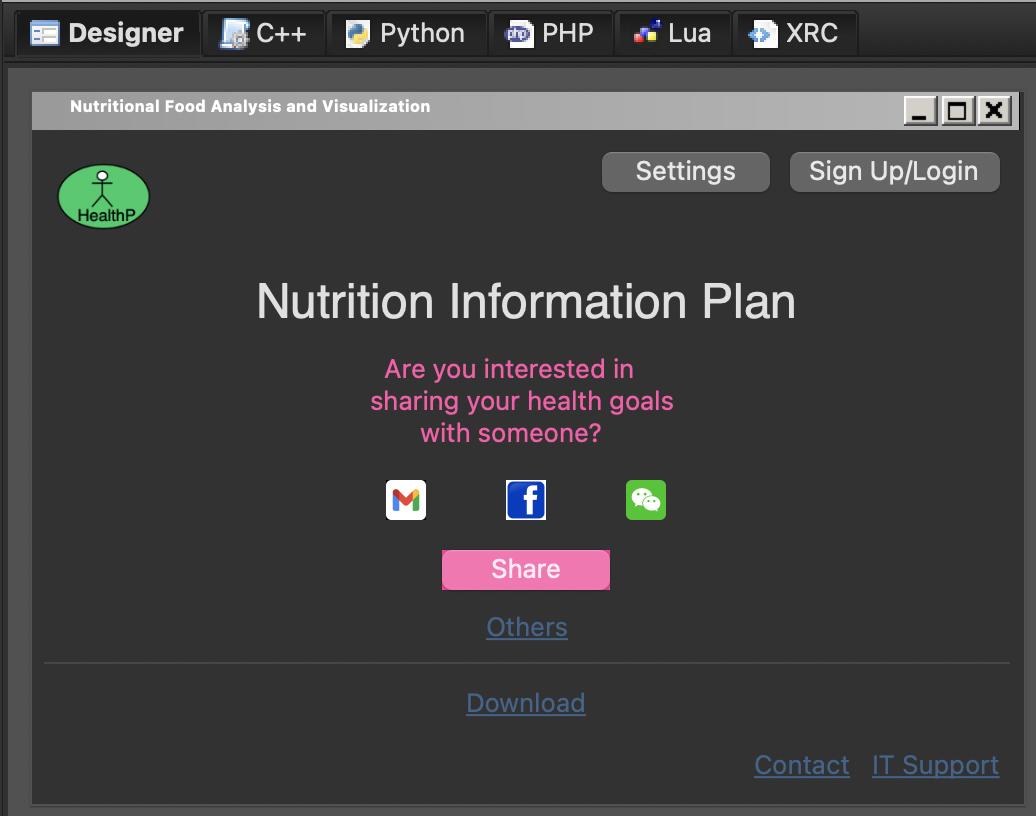 Designer C++ Python php PHP Lua XRC
Nutritional Food Analysis and Visualization
Settings Sign Up/Login
HealthP
Nutrition Information Plan
Are you interested in
sharing your health goals
with someone?
f
Share
Others
Download
Contact IT Support